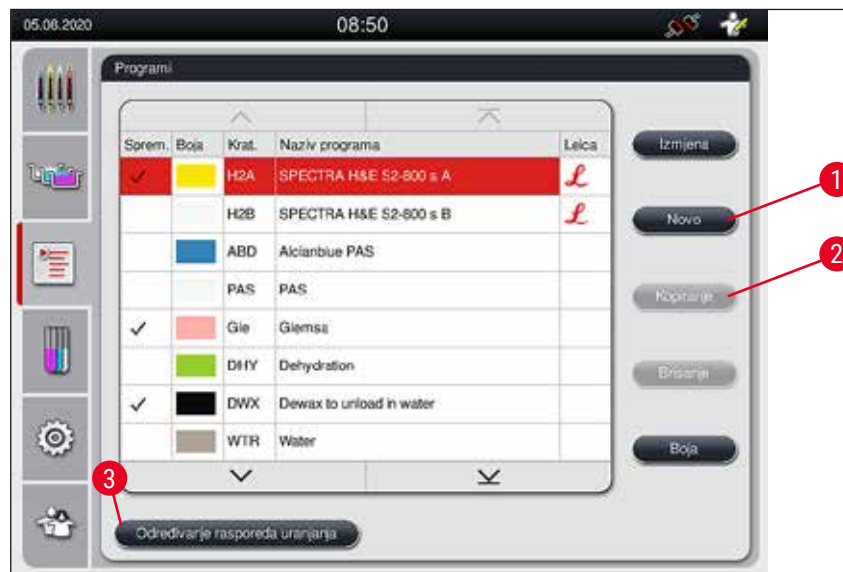 05.08.2020 08:50
Programi
Sprem. Boja Krat. Naziv programa Leica
H2A SPECTRA H&E S2-800 s A
H2B SPECTRA H&E S2-800 s B
ABD Alcianblue PAS
PAS PAS
Gie Giemsa
DHY Dehydration
DWX Dewax to unload in water
WTR Water
Izmjena
Novo
Kopiranje
Brisanje
Boja
Određivanje rasporeda uranjanja
1
2
3